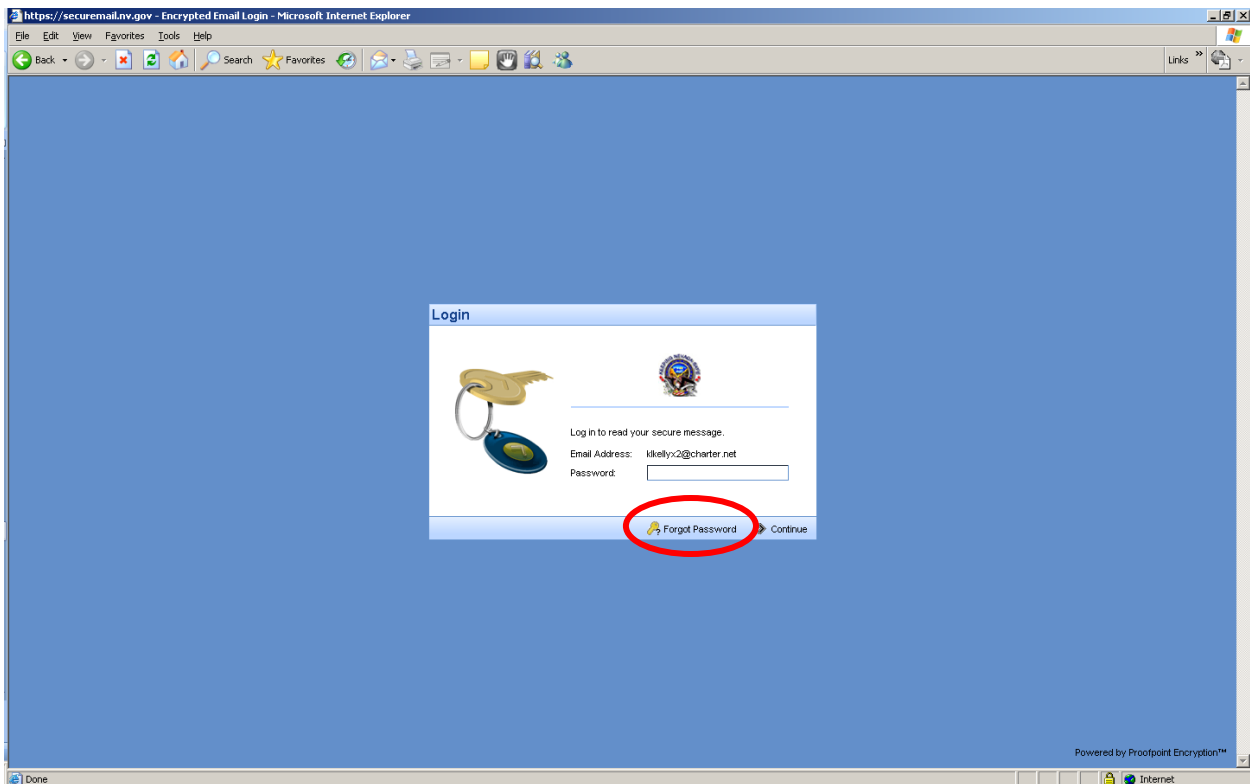 https://securemail.nv.gov - Encrypted Email Login - Microsoft Internet Explorer
File Edit View Favorites Tools Help
Back Search Favorites Links »
Login
Log in to read your secure message.
Email Address: klkellyx2@charter.net
Password:
Forgot Password Continue
Powered by Proofpoint Encryption™
Done Internet